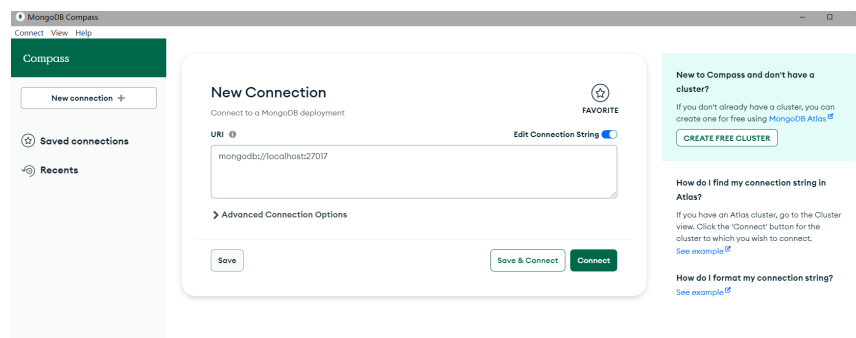 MongoDB Compass
Connect View Help
Compass
New connection +
Saved connections
Recents
New Connection
Connect to a MongoDB deployment
FAVORITE
URI
Edit Connection String
mongodb://localhost:27017
Advanced Connection Options
Save
Save & Connect
Connect
New to Compass and don't have a
cluster?
If you don't already have a cluster, you can
create one for free using MongoDB Atlas
CREATE FREE CLUSTER
How do I find my connection string in
Atlas?
If you have an Atlas cluster, go to the Cluster
view. Click the 'Connect' button for the
cluster to which you wish to connect.
See example
How do I format my connection string?
See example